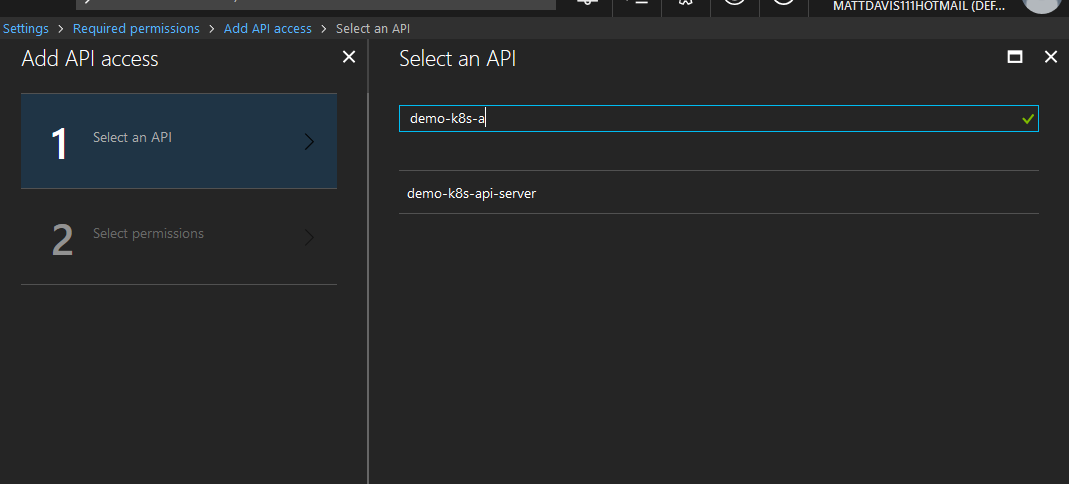 MATTDAVIS111HOTMAIL (DEF...
Settings > Required permissions > Add API access > Select an API
Add API access
Select an API
1 Select an API
demo-k8s-a
demo-k8s-api-server
2 Select permissions